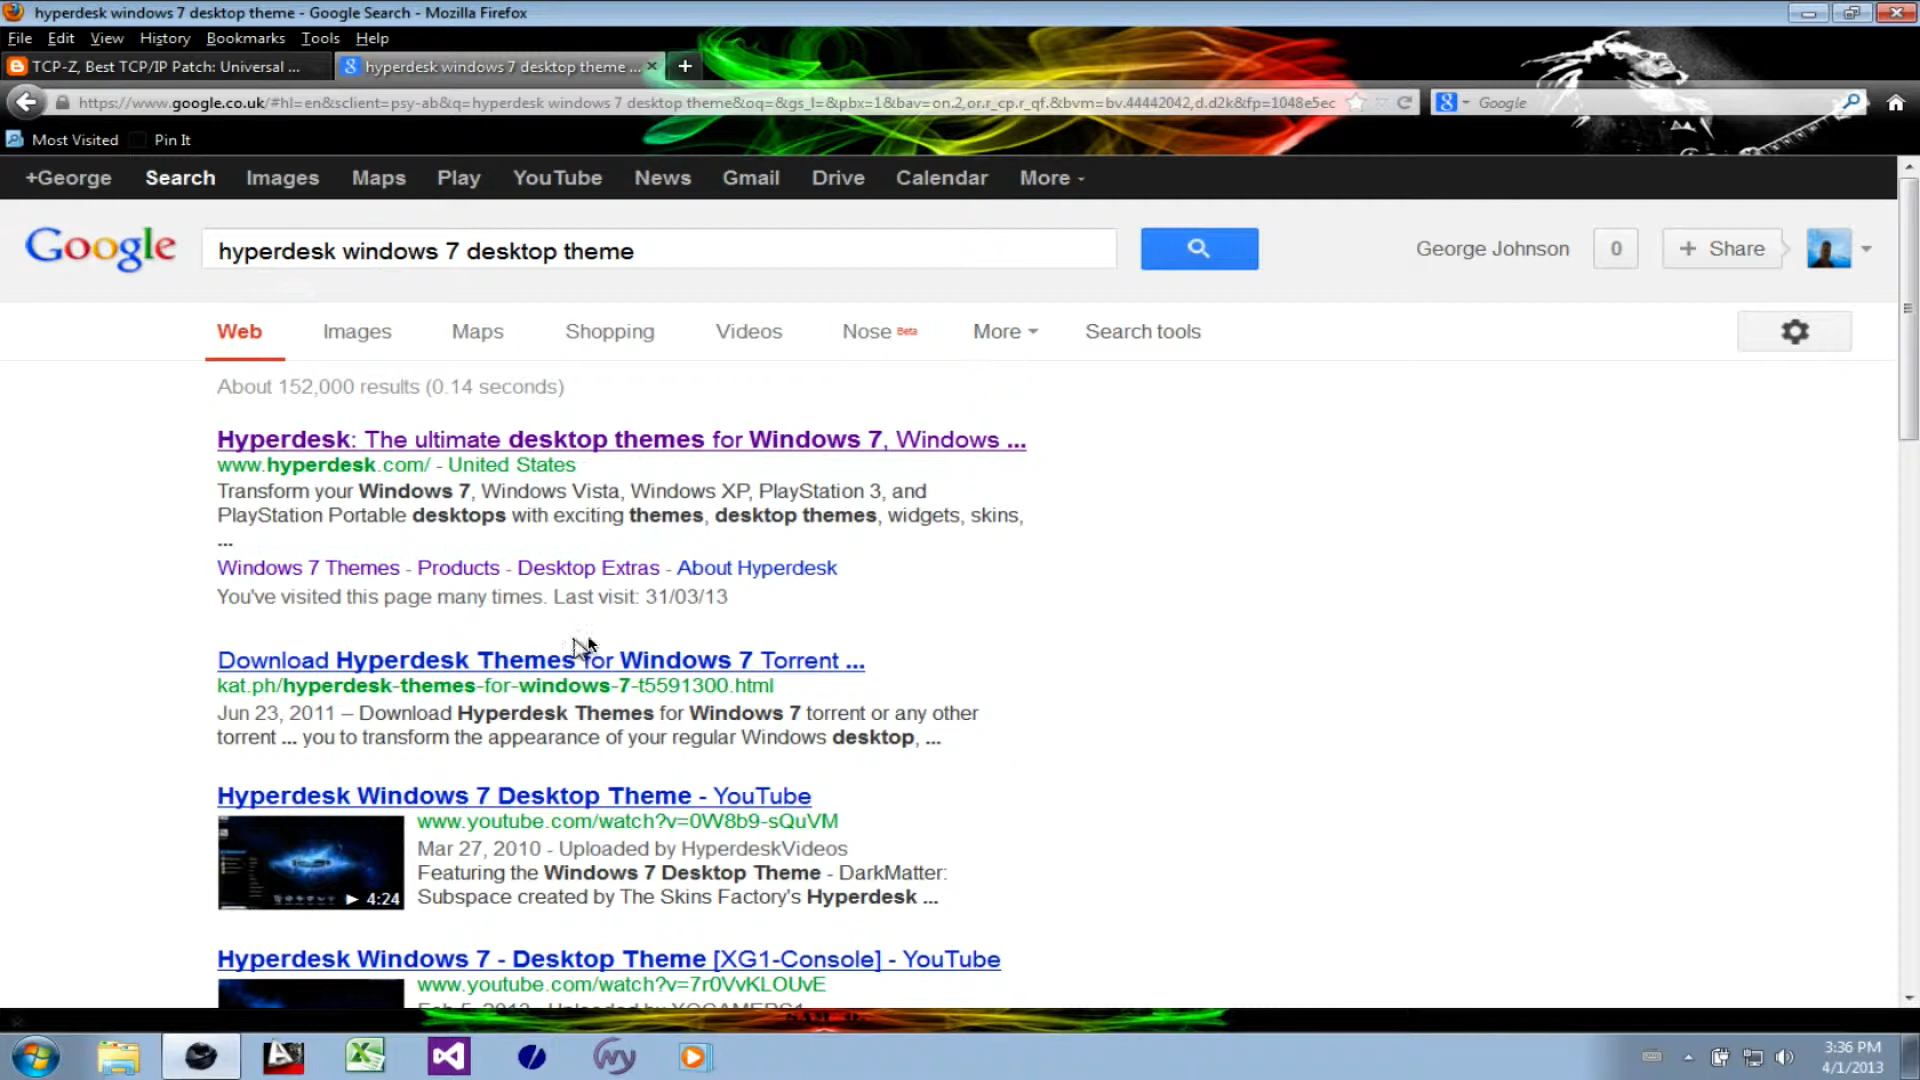 hyperdesk windows 7 desktop theme - Google Search - Mozilla Firefox
File Edit View History Bookmarks Tools Help
TCP-Z, Best TCP/IP Patch: Universal ... hyperdesk windows 7 desktop theme ...
https://www.google.co.uk/#hl=en&sclient=psy-ab&q=hyperdesk windows 7 desktop theme&oq=&gs_l=&pbx=1&bav=on.2,or.r_cp.r_qf.&bvm=bv.44442042,d.d2k&fp=1048e5ec Google
Most Visited Pin It
+George Search Images Maps Play YouTube News Gmail Drive Calendar More
Google hyperdesk windows 7 desktop theme George Johnson 0 + Share
Web Images Maps Shopping Videos Nose Beta More Search tools
About 152,000 results (0.14 seconds)
Hyperdesk: The ultimate desktop themes for Windows 7, Windows ...
www.hyperdesk.com/ - United States
Transform your Windows 7, Windows Vista, Windows XP, PlayStation 3, and
PlayStation Portable desktops with exciting themes, desktop themes, widgets, skins,
...
Windows 7 Themes - Products - Desktop Extras - About Hyperdesk
You've visited this page many times. Last visit: 31/03/13
Download Hyperdesk Themes for Windows 7 Torrent ...
kat.ph/hyperdesk-themes-for-windows-7-t5591300.html
Jun 23, 2011 – Download Hyperdesk Themes for Windows 7 torrent or any other
torrent ... you to transform the appearance of your regular Windows desktop, ...
Hyperdesk Windows 7 Desktop Theme - YouTube
www.youtube.com/watch?v=0W8b9-sQuVM
Mar 27, 2010 - Uploaded by HyperdeskVideos
Featuring the Windows 7 Desktop Theme - DarkMatter:
4:24 Subspace created by The Skins Factory's Hyperdesk ...
Hyperdesk Windows 7 - Desktop Theme [XG1-Console] - YouTube
www.youtube.com/watch?v=7r0VvKLOUvE
3:36 PM
4/1/2013